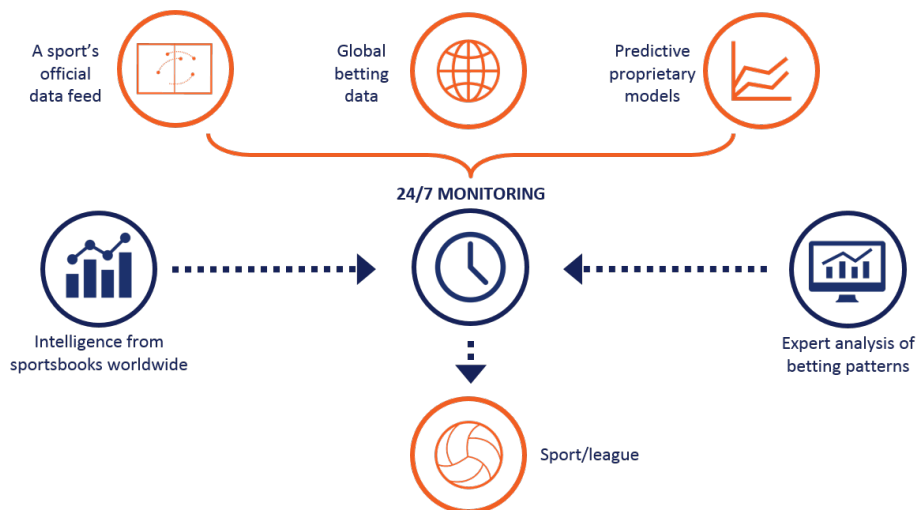 A sport’s
official
data feed
Global
betting
data
Predictive
proprietary
models
24/7 MONITORING
Intelligence from
sportsbooks worldwide
Expert analysis of
betting patterns
Sport/league